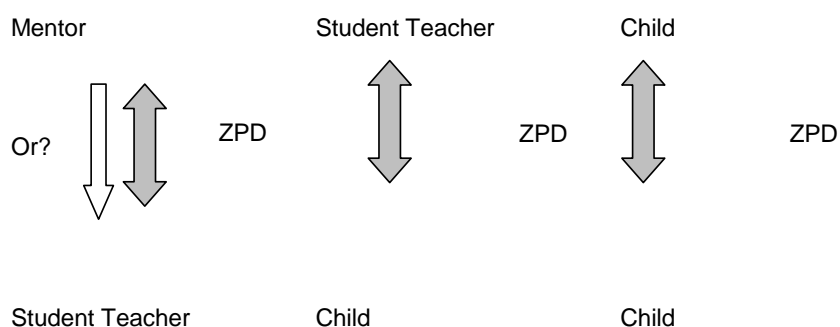 Mentor Student Teacher Child
Or? ZPD ZPD ZPD
Student Teacher Child Child